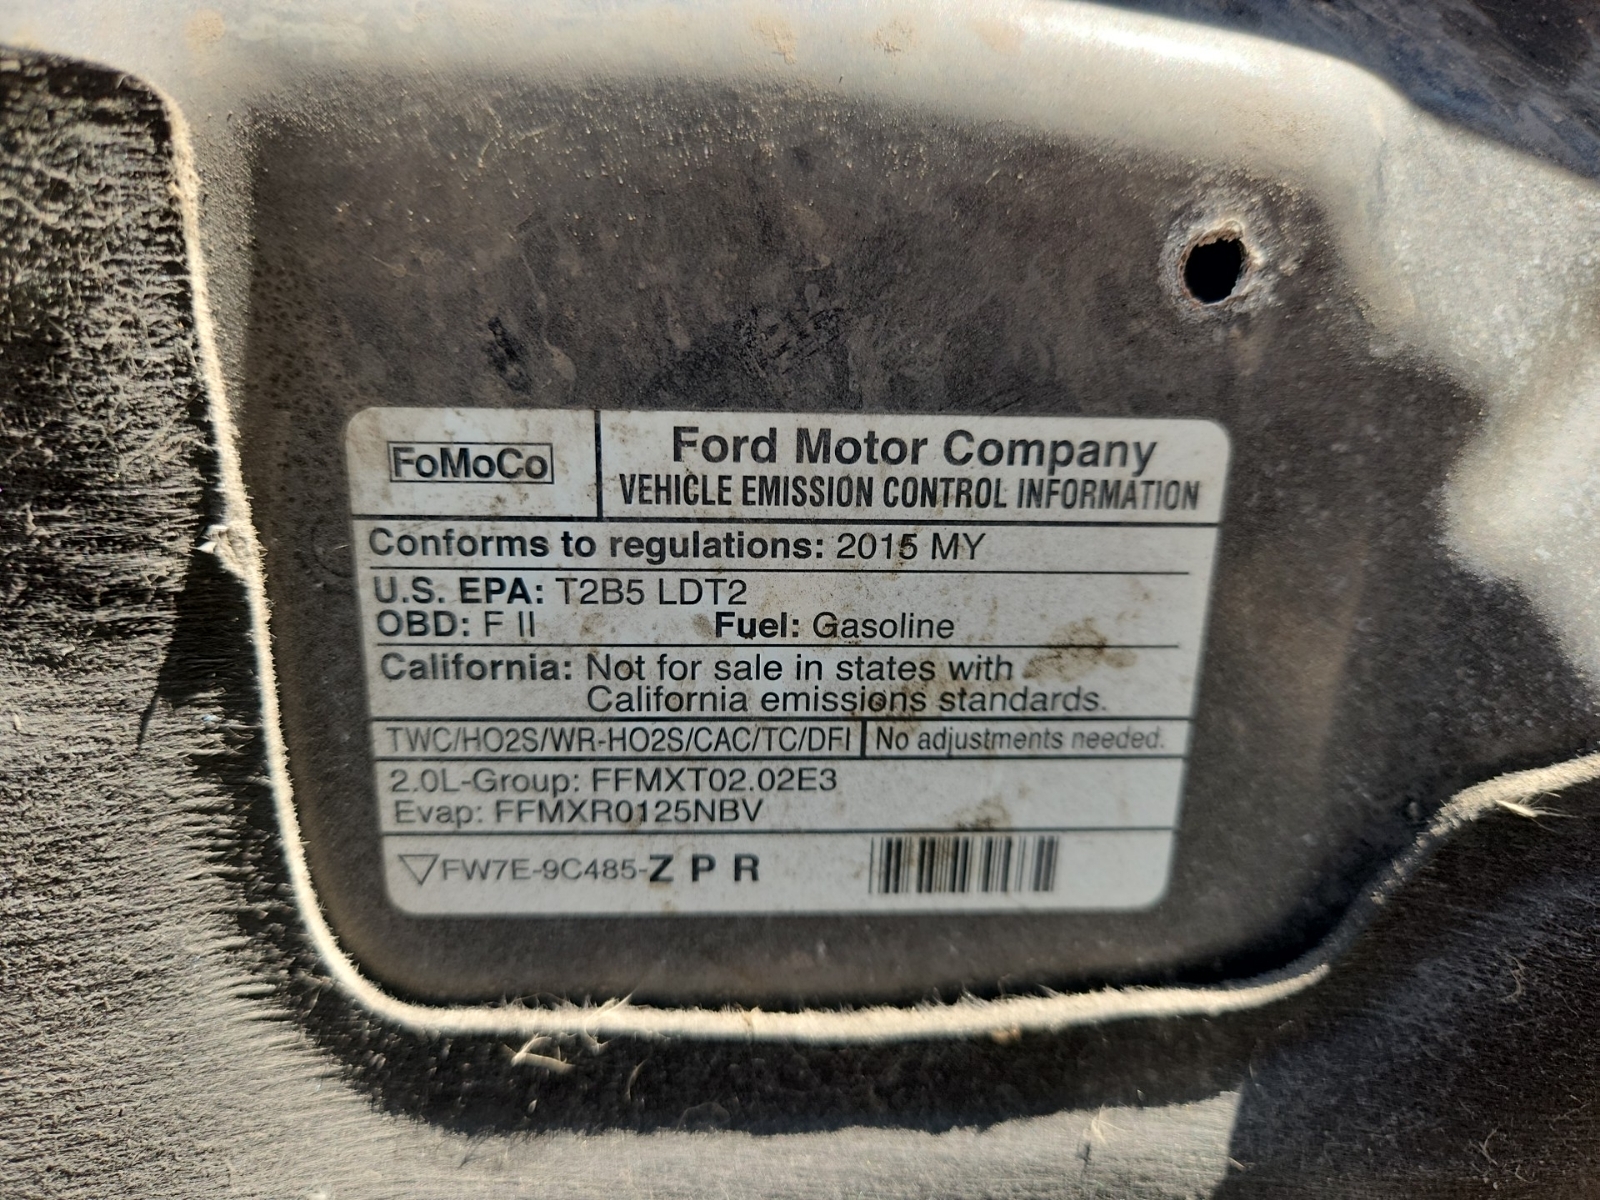 FoMoCo
Ford Motor Company
VEHICLE EMISSION CONTROL INFORMATION
Conforms to regulations: 2015 MY
U.S. EPA: T2B5 LDT2
OBD: F II Fuel: Gasoline
California: Not for sale in states with
California emissions standards.
TWC/HO2S/WR-HO2S/CAC/TC/DFI No adjustments needed.
2.0L-Group: FFMXT02.02E3
Evap: FFMXR0125NBV
FW7E-9C485-Z P R